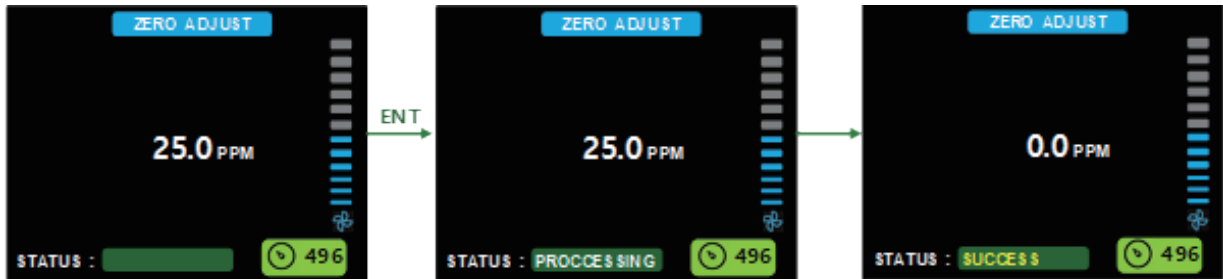 ZERO ADJUST
25.0 PPM
STATUS :
496
ENT
ZERO ADJUST
25.0 PPM
STATUS : PROCCESSING
496
ZERO ADJUST
0.0 PPM
STATUS : SUCCESS
496